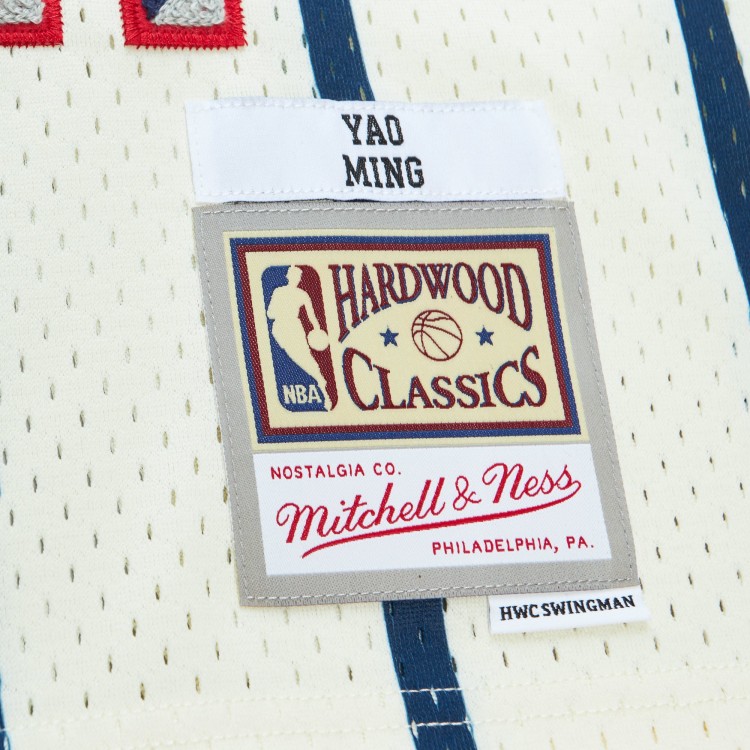 YAO
MING
HARDWOOD
NBA
CLASSICS
NOSTALGIA CO.
Mitchell & Ness
PHILADELPHIA, PA.
HWC SWINGMAN